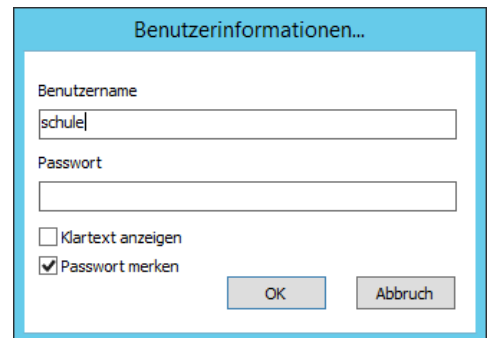 Benutzerinformationen...
Benutzername
schule
Passwort
Klartext anzeigen
Passwort merken
OK Abbruch